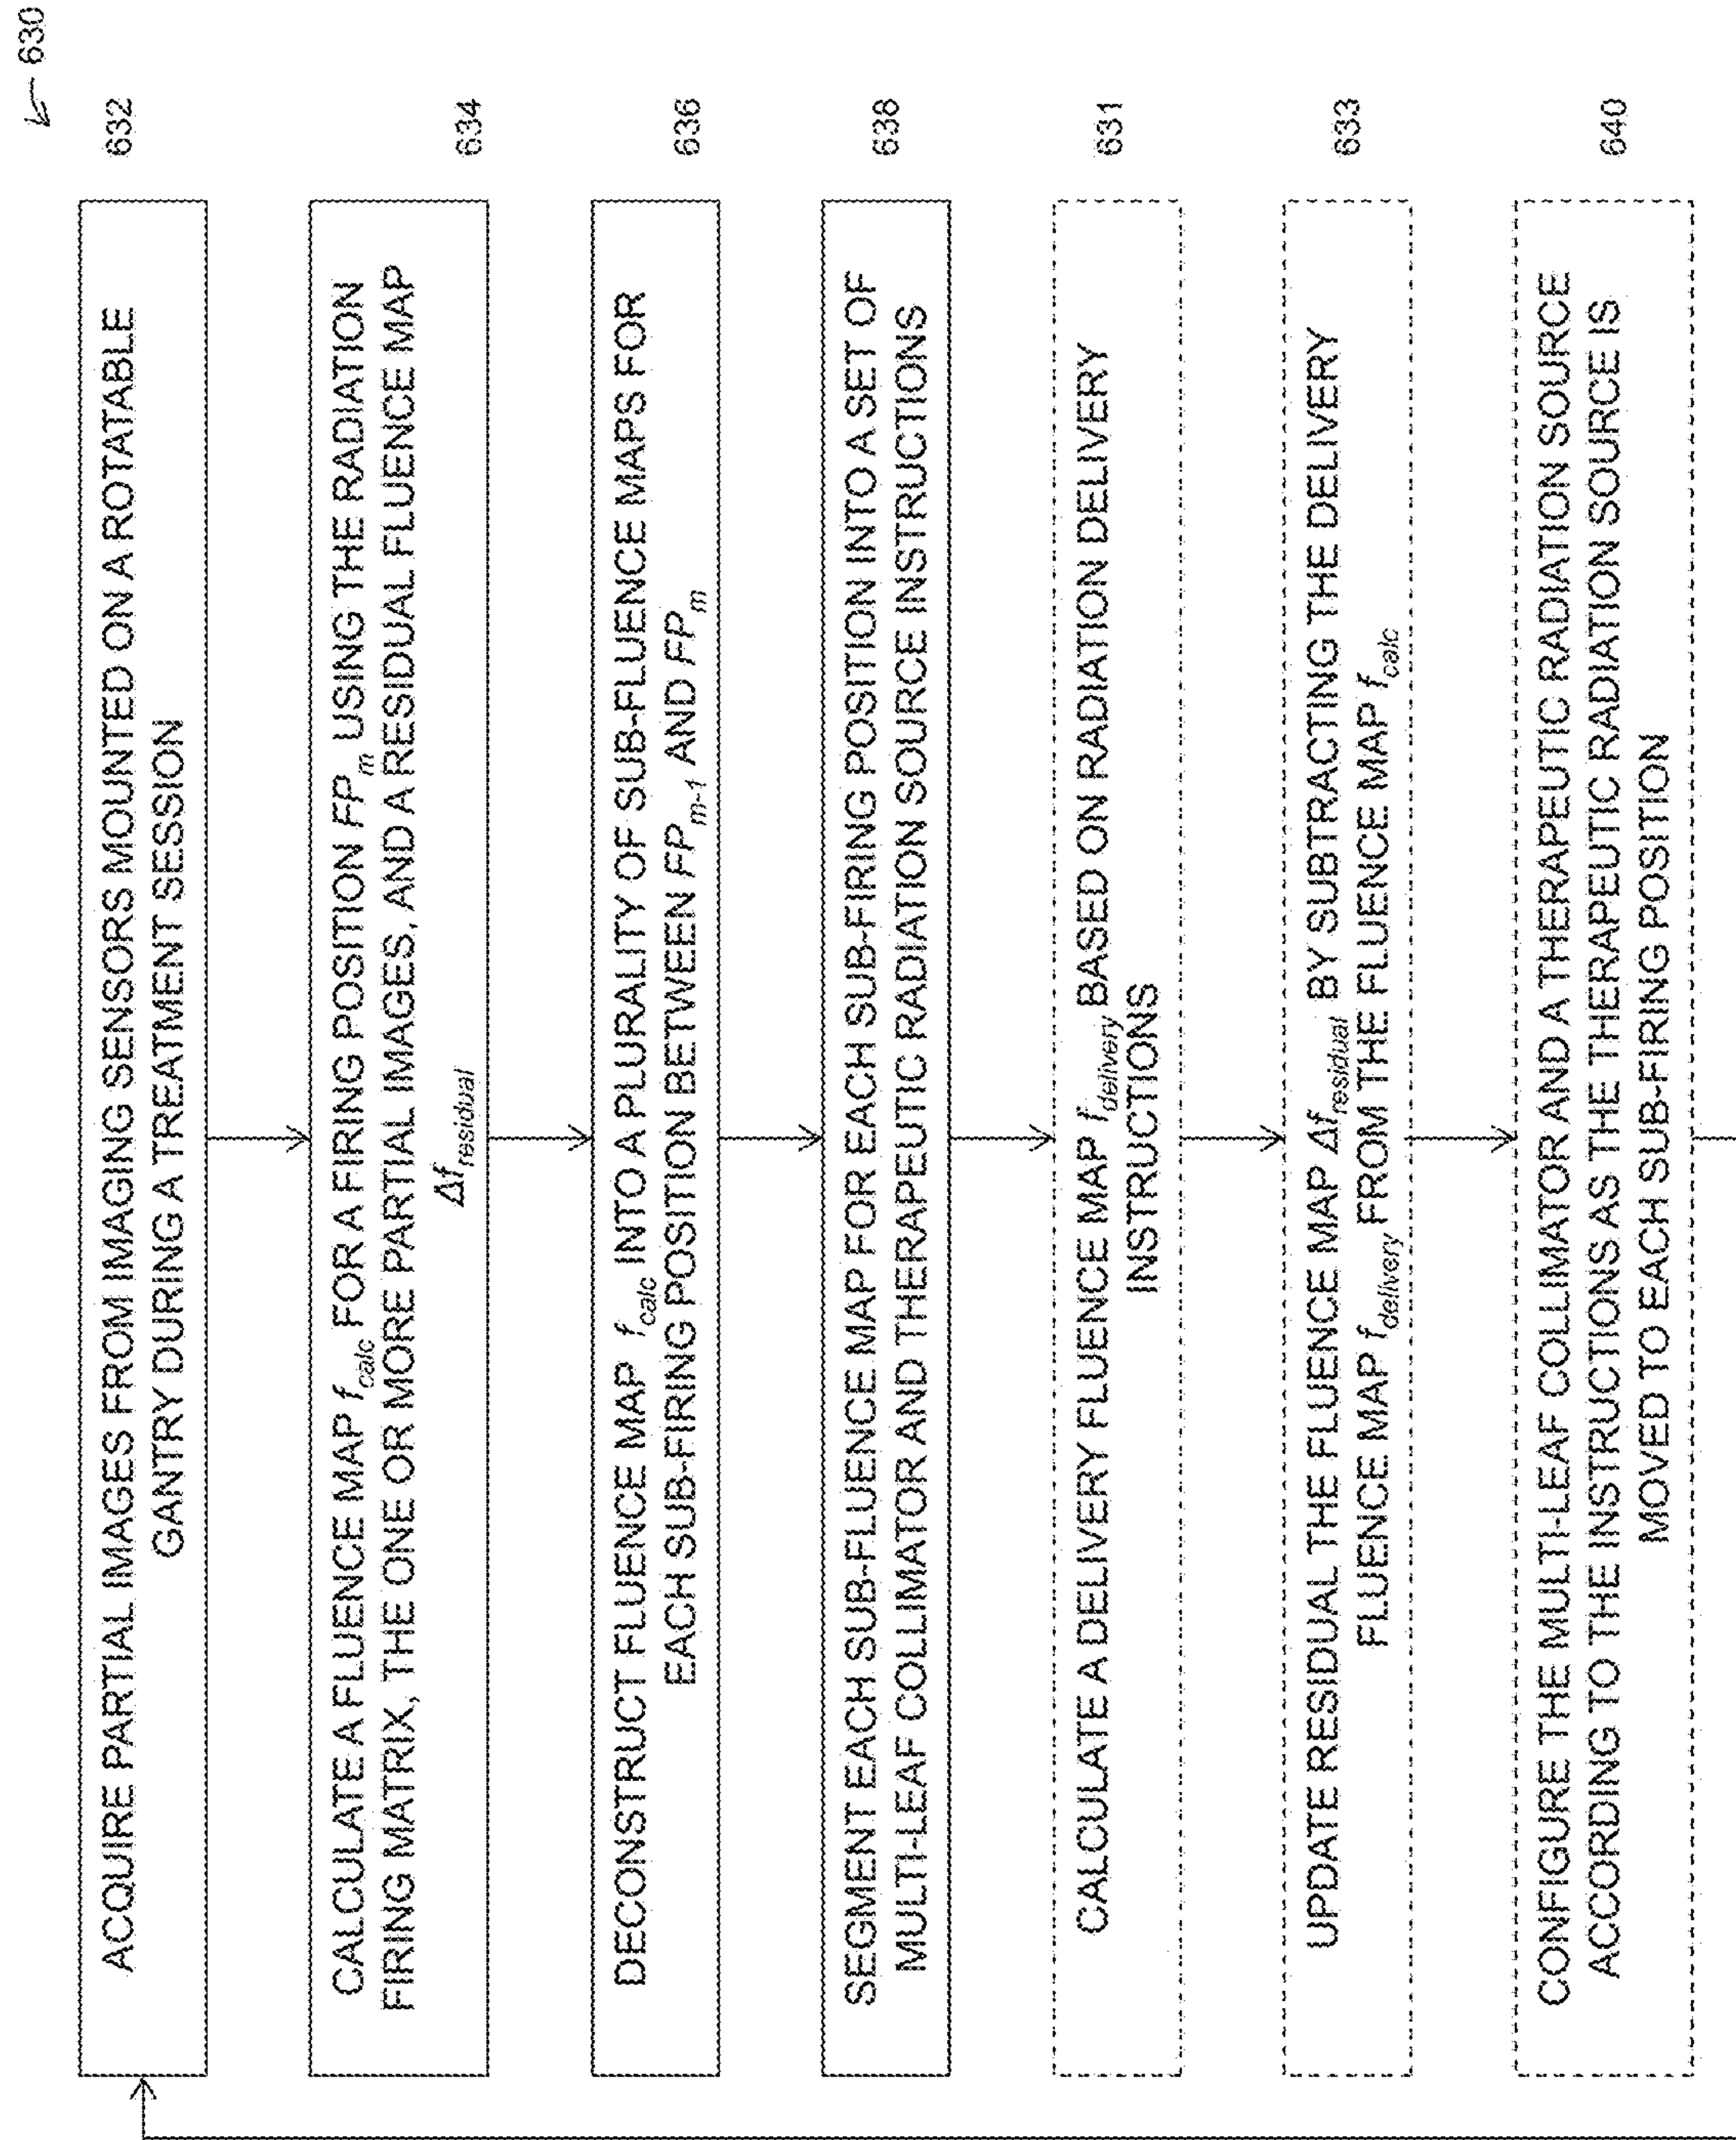 630
ACQUIRE PARTIAL IMAGES FROM IMAGING SENSORS MOUNTED ON A ROTATABLE
GANTRY DURING A TREATMENT SESSION
632
CALCULATE A FLUENCE MAP f_calc FOR A FIRING POSITION FP_m USING THE RADIATION
FIRING MATRIX, THE ONE OR MORE PARTIAL IMAGES, AND A RESIDUAL FLUENCE MAP
Δf_residual
634
DECONSTRUCT FLUENCE MAP f_calc INTO A PLURALITY OF SUB-FLUENCE MAPS FOR
EACH SUB-FIRING POSITION BETWEEN FP_m-1 AND FP_m
636
SEGMENT EACH SUB-FLUENCE MAP FOR EACH SUB-FIRING POSITION INTO A SET OF
MULTI-LEAF COLLIMATOR AND THERAPEUTIC RADIATION SOURCE INSTRUCTIONS
638
CALCULATE A DELIVERY FLUENCE MAP f_delivery BASED ON RADIATION DELIVERY
INSTRUCTIONS
631
UPDATE RESIDUAL THE FLUENCE MAP Δf_residual BY SUBTRACTING THE DELIVERY
FLUENCE MAP f_delivery FROM THE FLUENCE MAP f_calc
633
CONFIGURE THE MULTI-LEAF COLLIMATOR AND A THERAPEUTIC RADIATION SOURCE
ACCORDING TO THE INSTRUCTIONS AS THE THERAPEUTIC RADIATION SOURCE IS
MOVED TO EACH SUB-FIRING POSITION
640